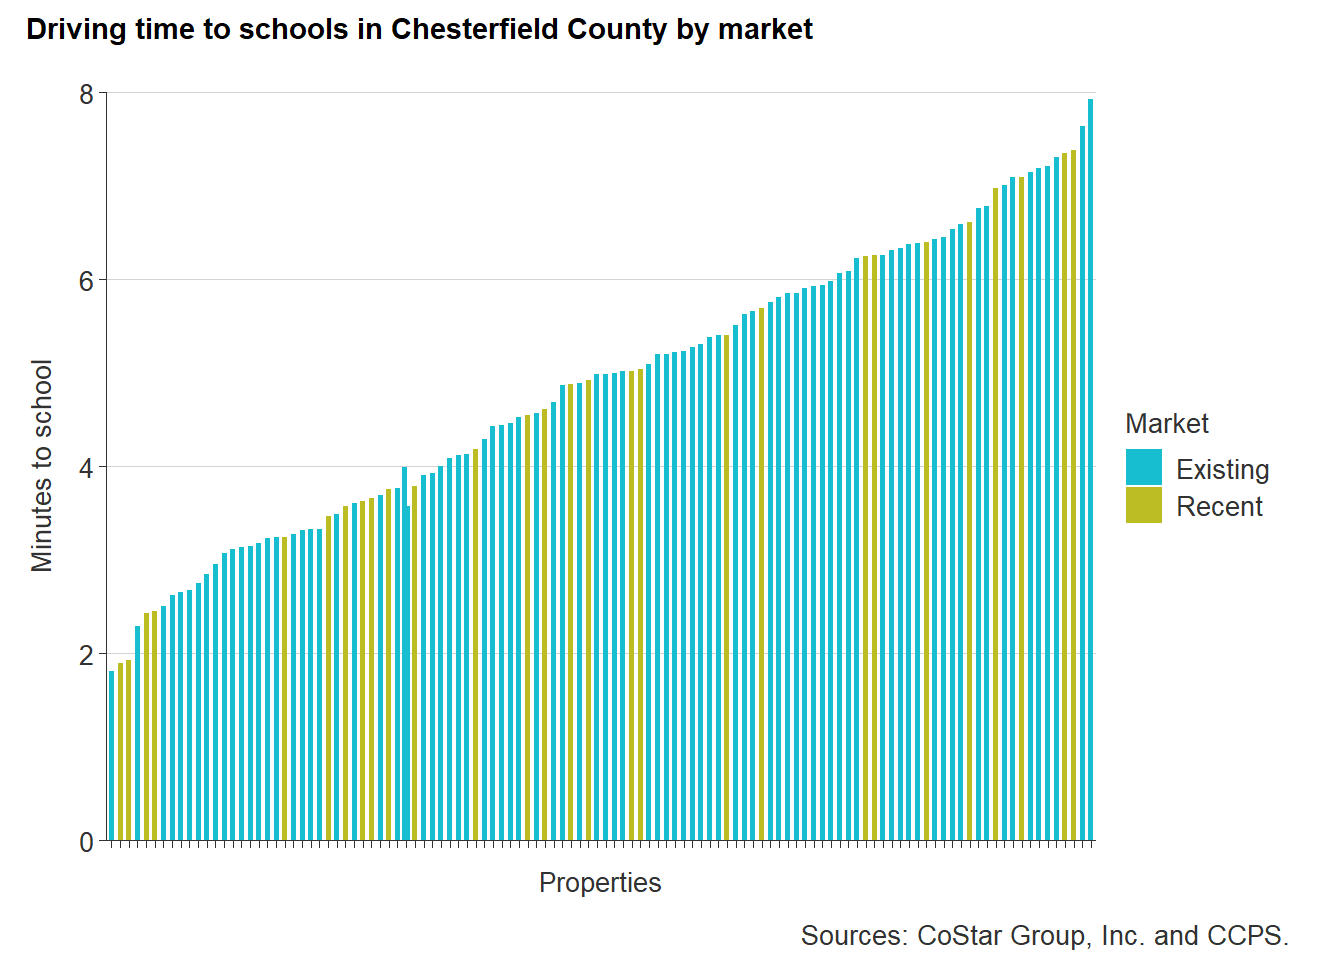 Driving time to schools in Chesterfield County by market
8
6
4
2
0
Minutes to school
Properties
Market
Existing
Recent
Sources: CoStar Group, Inc. and CCPS.